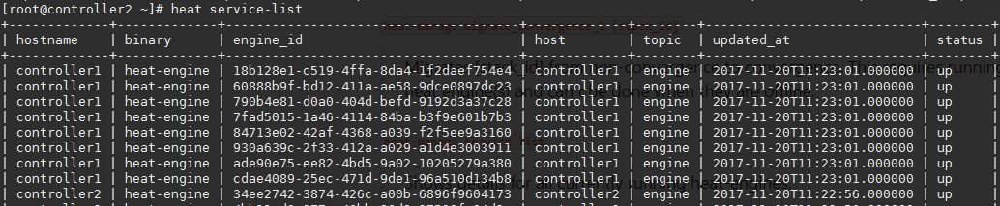 [root@controller2 ~]# heat service-list
| hostname | binary | engine_id | host | topic | updated_at | status |
| controller1 | heat-engine | 18b128e1-c519-4ffa-8da4-1f2daef754e4 | controller1 | engine | 2017-11-20T11:23:01.000000 | up
| controller1 | heat-engine | 60888b9f-bd12-411a-ae58-9dce08976c23 | controller1 | engine | 2017-11-20T11:23:01.000000 | up
| controller1 | heat-engine | 790b4e81-d0a0-404d-befd-9192d8a37c28 | controller1 | engine | 2017-11-20T11:23:01.000000 | up
| controller1 | heat-engine | 7fad5015-1a46-4114-84ba-b3f9e601b7b3 | controller1 | engine | 2017-11-20T11:23:01.000000 | up
| controller1 | heat-engine | 84713e02-42af-4368-a039-f2f5ee9a3160 | controller1 | engine | 2017-11-20T11:23:01.000000 | up
| controller1 | heat-engine | 930a639c-2f33-412a-a029-a1d4e3003911 | controller1 | engine | 2017-11-20T11:23:01.000000 | up
| controller1 | heat-engine | ade90e75-ee82-4bd5-9a02-10205279a380 | controller1 | engine | 2017-11-20T11:23:01.000000 | up
| controller1 | heat-engine | cdae4089-25ec-471d-9de1-96a510d134b8 | controller1 | engine | 2017-11-20T11:23:01.000000 | up
| controller2 | heat-engine | 34ee2742-3874-426c-a00b-6896f9604173 | controller2 | engine | 2017-11-20T11:22:56.000000 | up